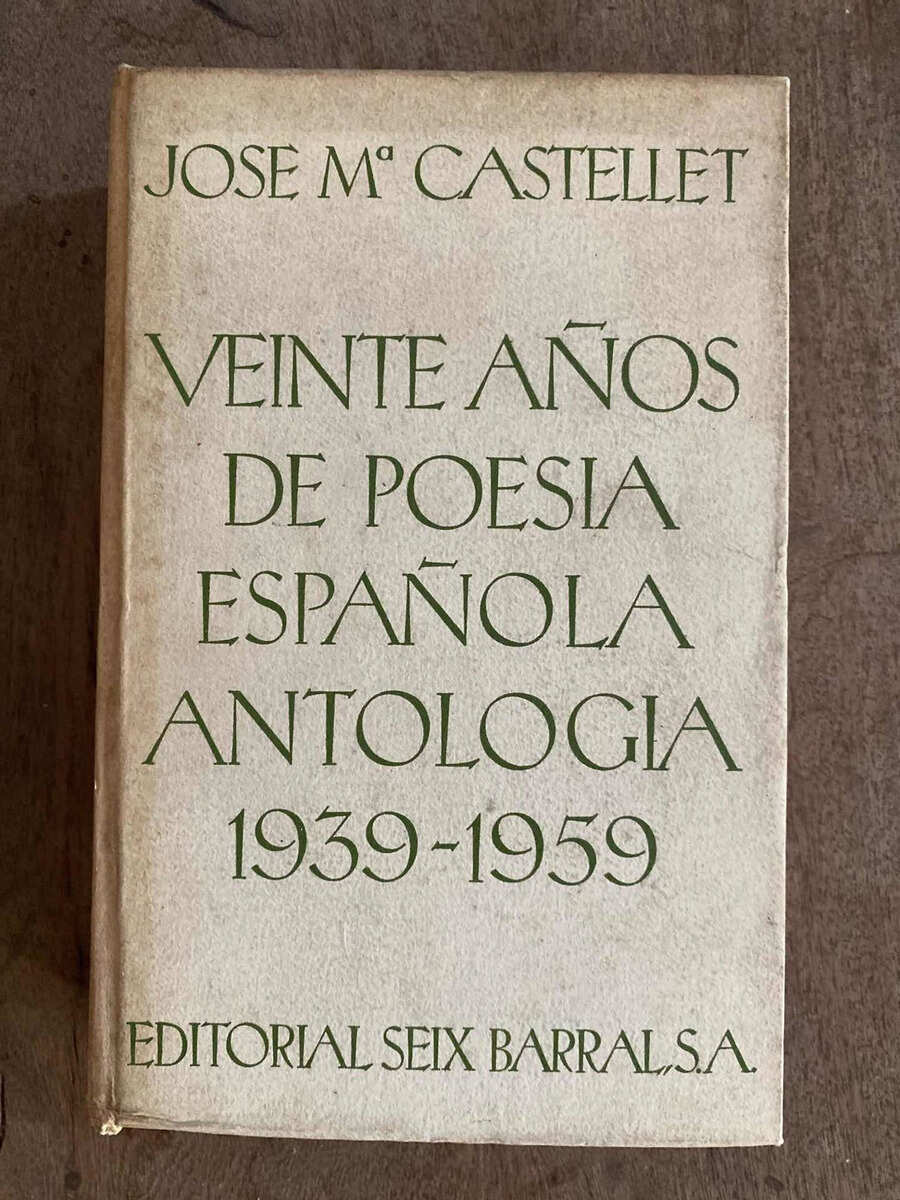 JOSE Mª CASTELLET
VEINTE AÑOS
DE POESIA
ESPAÑOLA
ANTOLOGIA
1939-1959
EDITORIAL SEIX BARRAL, S.A.